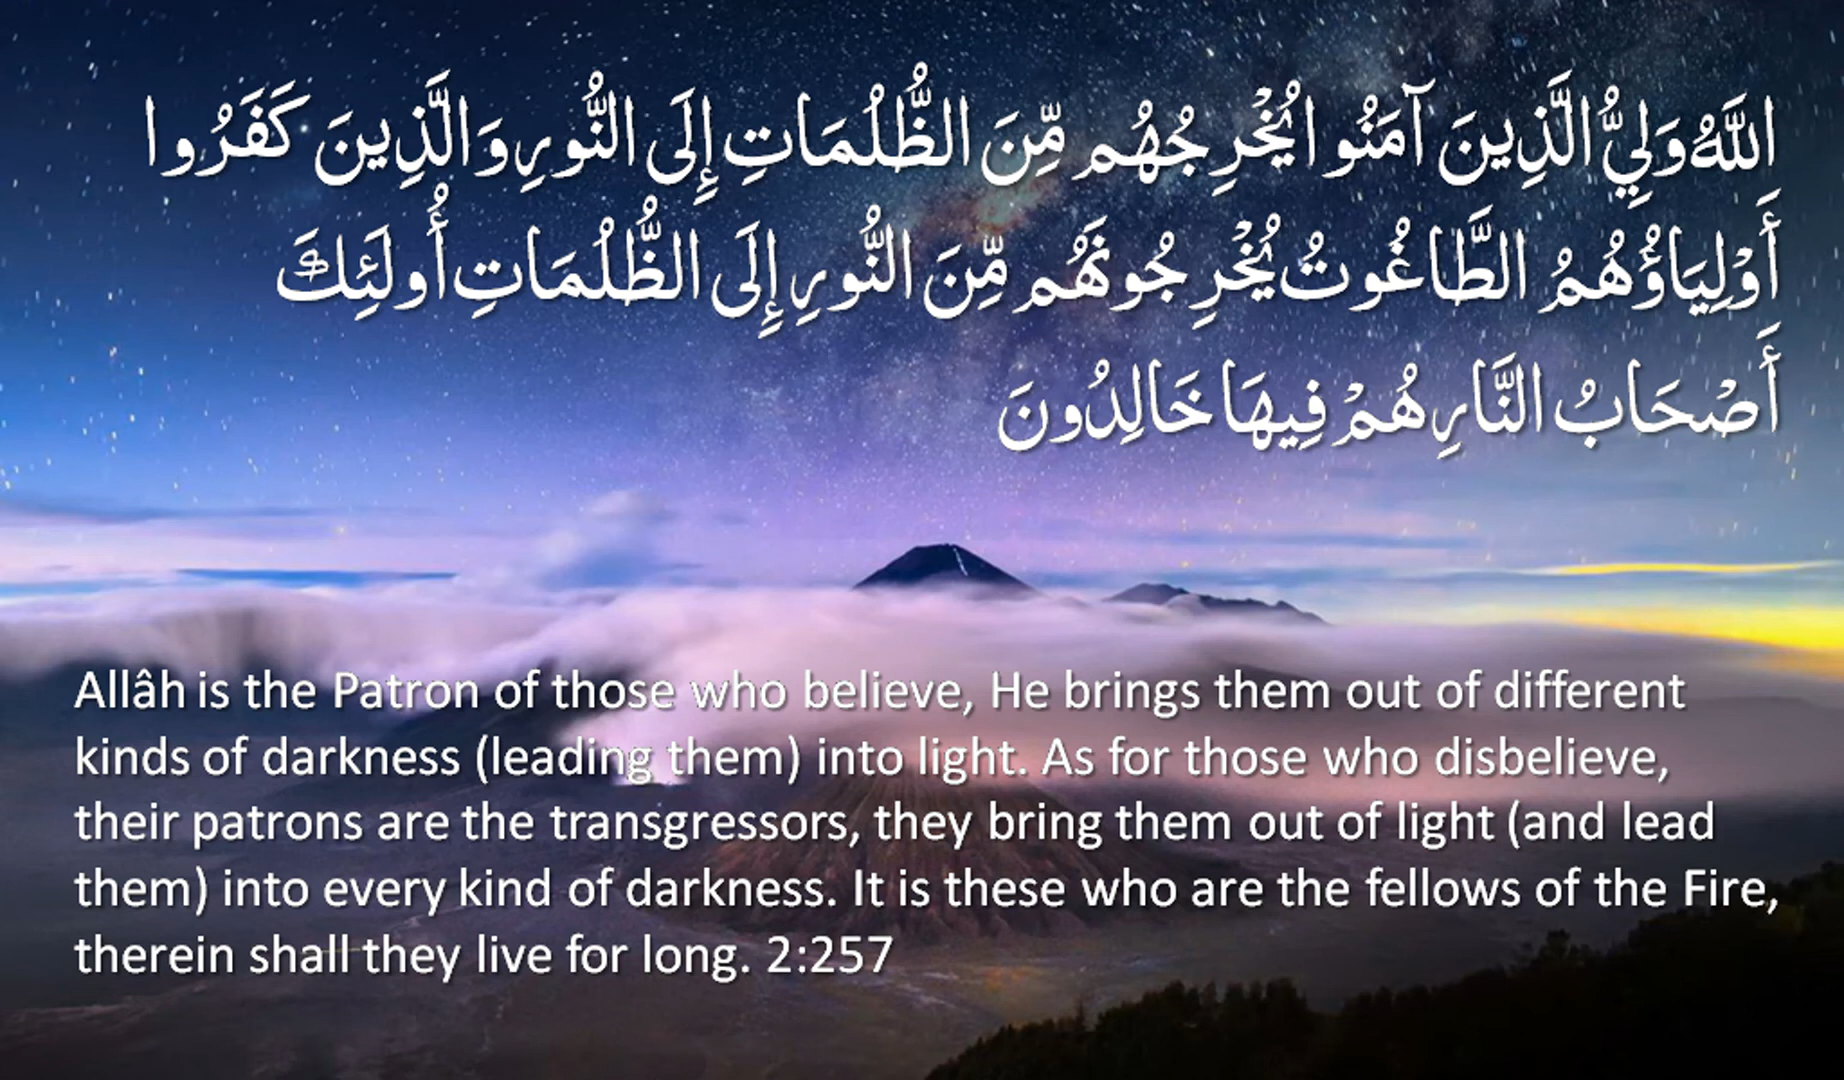 اللَّهُ وَلِيُّ الَّذِينَ آمَنُوا يُخْرِجُهُم مِّنَ الظُّلُمَاتِ إِلَى النُّورِ وَالَّذِينَ كَفَرُوا
أَوْلِيَاؤُهُمُ الطَّاغُوتُ يُخْرِجُونَهُم مِّنَ النُّورِ إِلَى الظُّلُمَاتِ أُولَئِكَ
أَصْحَابُ النَّارِ هُمْ فِيهَا خَالِدُونَ
Allâh is the Patron of those who believe, He brings them out of different
kinds of darkness (leading them) into light. As for those who disbelieve,
their patrons are the transgressors, they bring them out of light (and lead
them) into every kind of darkness. It is these who are the fellows of the Fire,
therein shall they live for long. 2:257